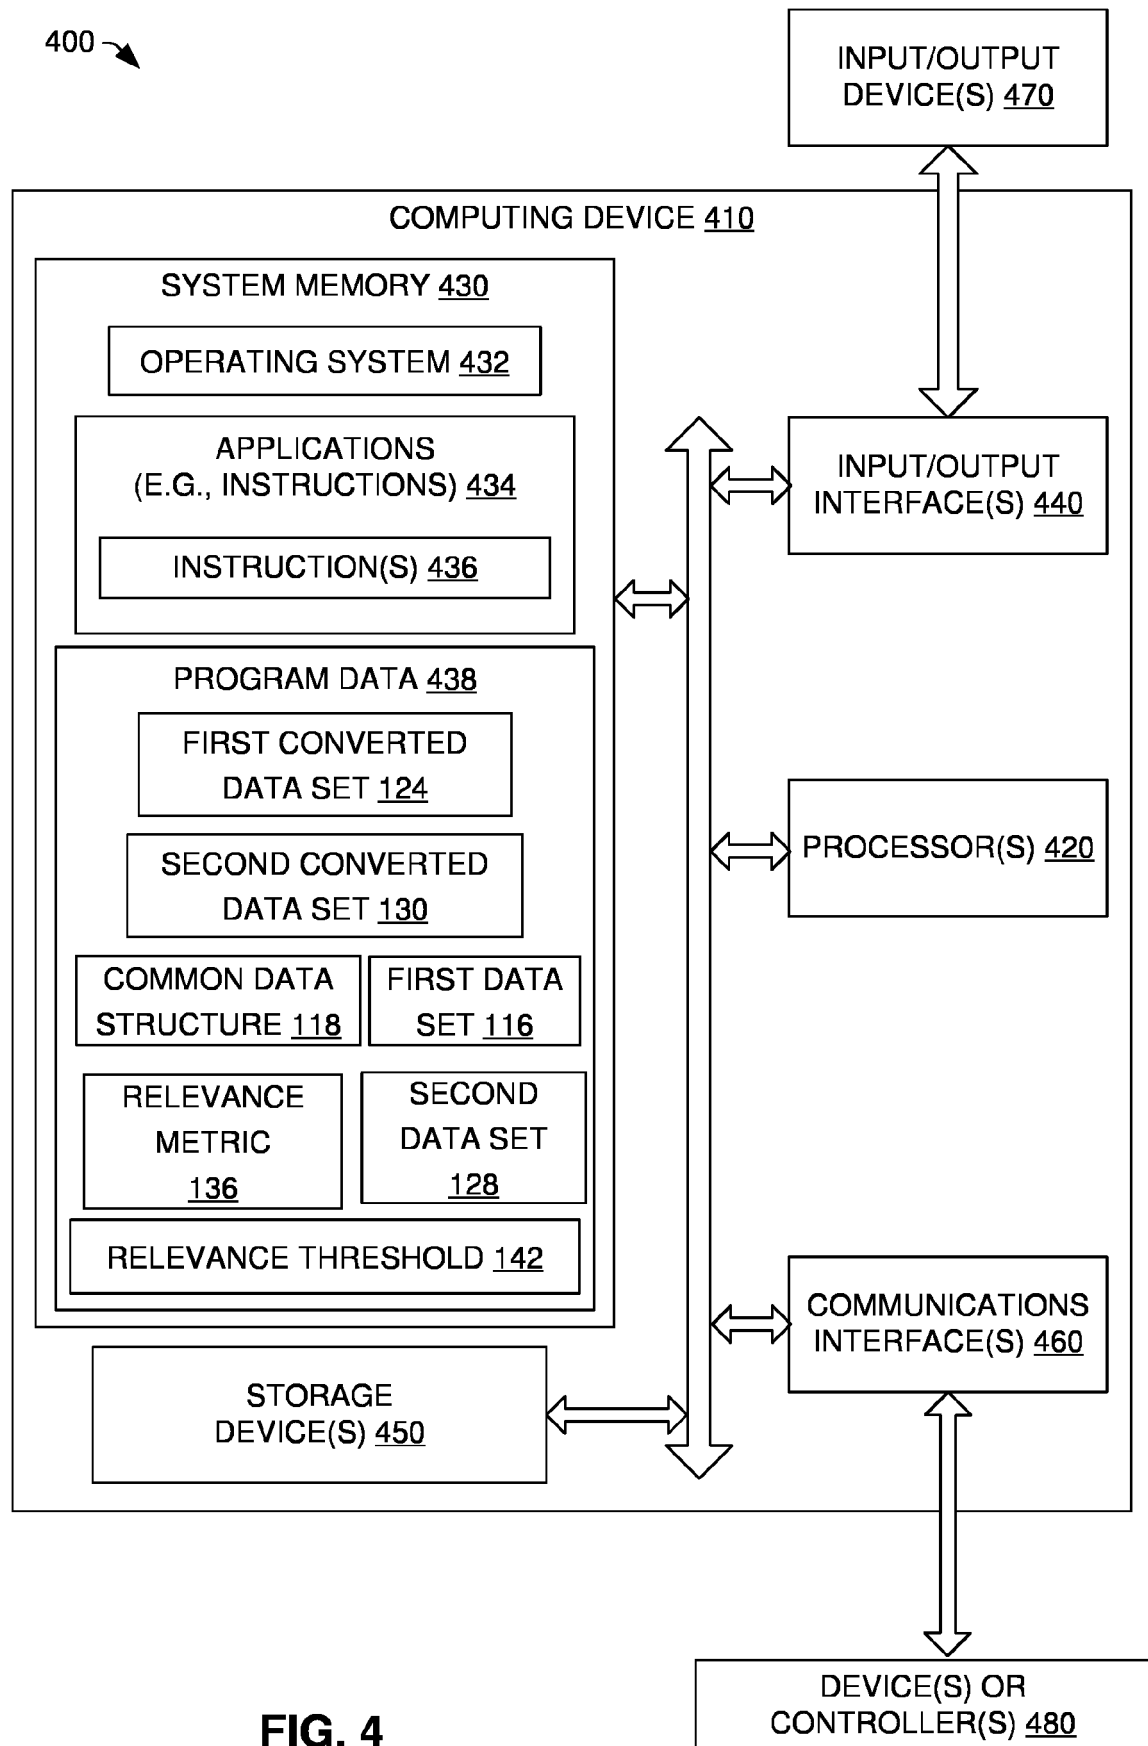 400
INPUT/OUTPUT
DEVICE(S) 470
COMPUTING DEVICE 410
SYSTEM MEMORY 430
OPERATING SYSTEM 432
APPLICATIONS
(E.G., INSTRUCTIONS) 434
INSTRUCTION(S) 436
PROGRAM DATA 438
FIRST CONVERTED
DATA SET 124
SECOND CONVERTED
DATA SET 130
COMMON DATA
STRUCTURE 118
FIRST DATA
SET 116
RELEVANCE
METRIC
136
SECOND
DATA SET
128
RELEVANCE THRESHOLD 142
STORAGE
DEVICE(S) 450
INPUT/OUTPUT
INTERFACE(S) 440
PROCESSOR(S) 420
COMMUNICATIONS
INTERFACE(S) 460
DEVICE(S) OR
CONTROLLER(S) 480
FIG. 4